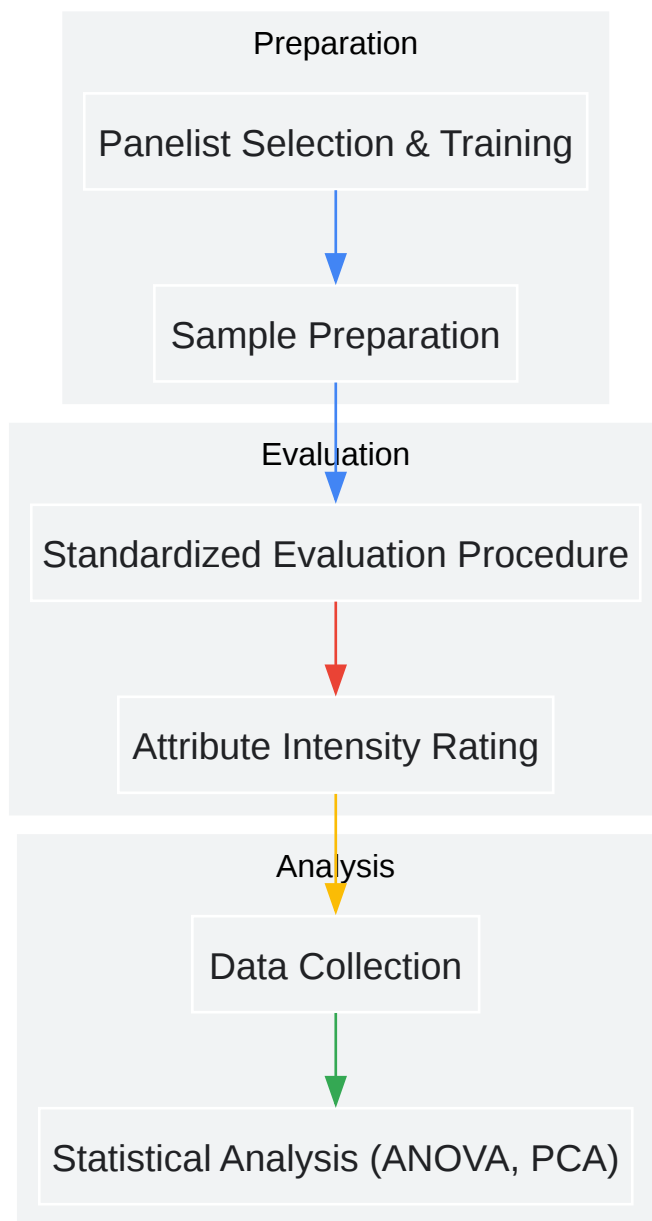 Preparation
Panelist Selection & Training
Sample Preparation
Evaluation
Standardized Evaluation Procedure
Attribute Intensity Rating
Analysis
Data Collection
Statistical Analysis (ANOVA, PCA)